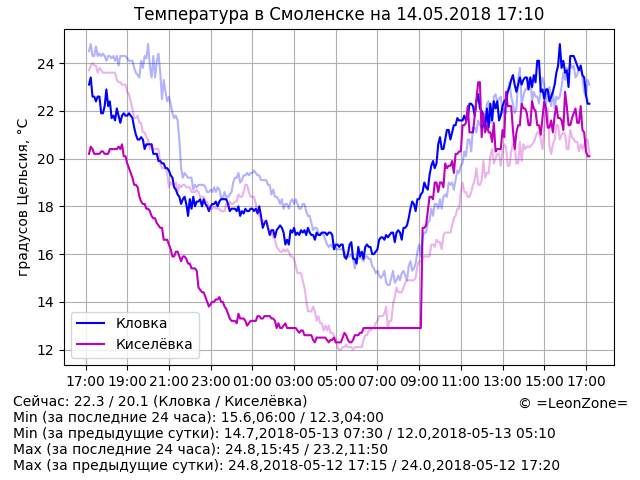 Температура в Смоленске на 14.05.2018 17:10
градусов Цельсия, °C
24
22
20
18
16
14
12
Кловка
Киселёвка
17:00 19:00 21:00 23:00 01:00 03:00 05:00 07:00 09:00 11:00 13:00 15:00 17:00
Сейчас: 22.3 / 20.1 (Кловка / Киселёвка)
© =LeonZone=
Min (за последние 24 часа): 15.6,06:00 / 12.3,04:00
Min (за предыдущие сутки): 14.7,2018-05-13 07:30 / 12.0,2018-05-13 05:10
Max (за последние 24 часа): 24.8,15:45 / 23.2,11:50
Max (за предыдущие сутки): 24.8,2018-05-12 17:15 / 24.0,2018-05-12 17:20